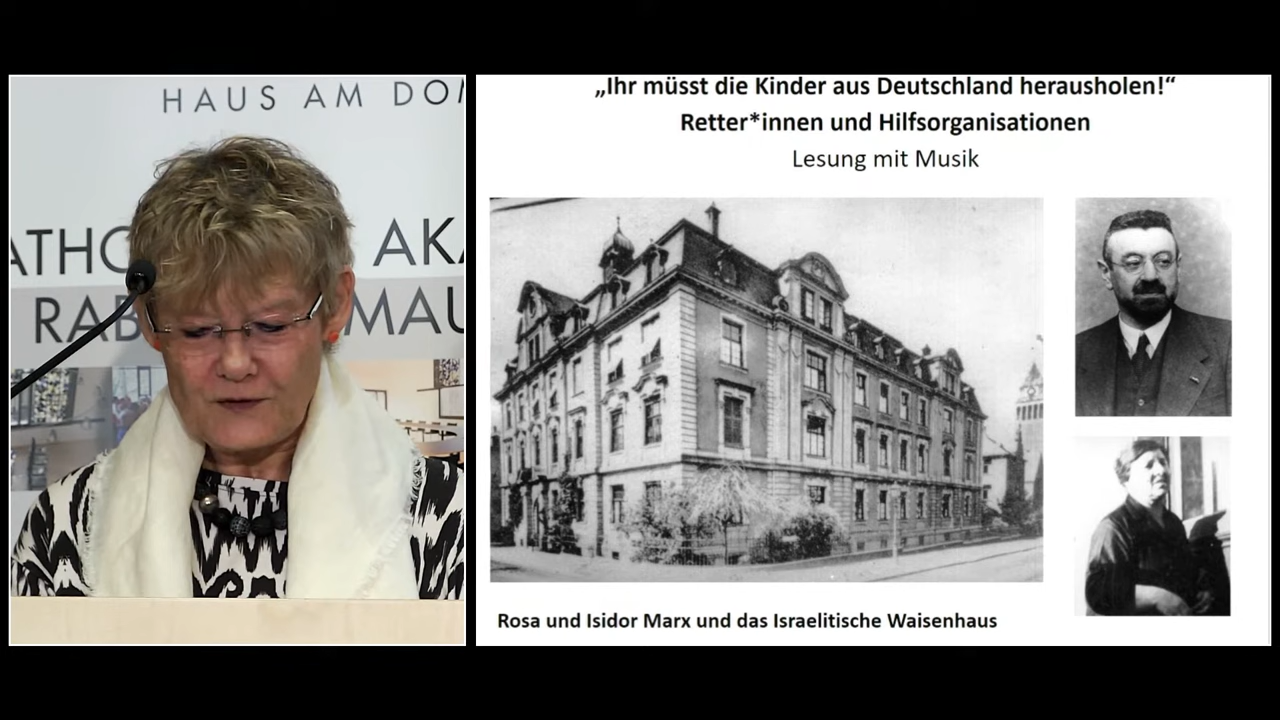 HAUS AM DOM
ATHO AKA
RAB MAU
„Ihr müsst die Kinder aus Deutschland herausholen!“
Retter*innen und Hilfsorganisationen
Lesung mit Musik
Rosa und Isidor Marx und das Israelitische Waisenhaus